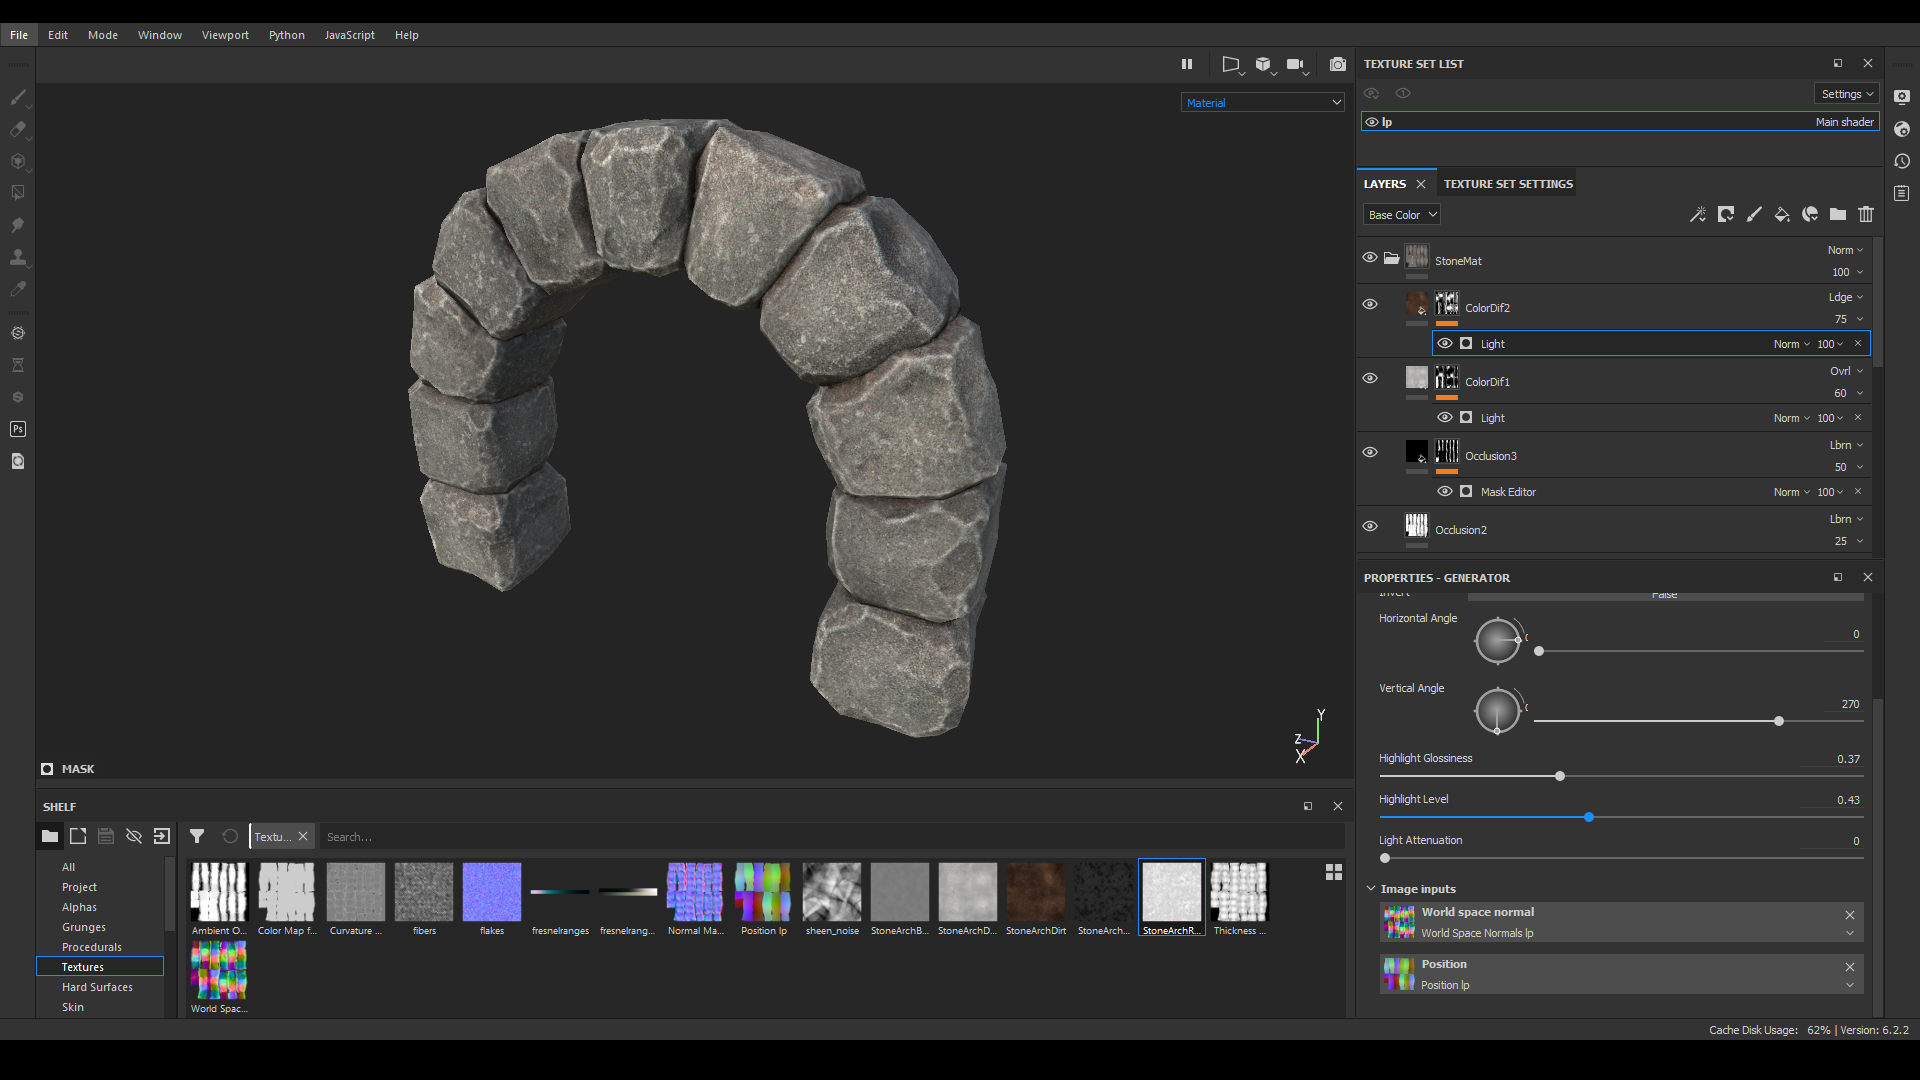 File Edit Mode Window Viewport Python JavaScript Help
Material
TEXTURE SET LIST
Settings
lp Main shader
LAYERS TEXTURE SET SETTINGS
Base Color
StoneMat Norm 100
ColorDif2 Ldge 75
Light Norm 100
ColorDif1 Ovrl 60
Light Norm 100
Occlusion3 Lbrn 50
Mask Editor Norm 100
Occlusion2 Lbrn 25
PROPERTIES - GENERATOR
Invert False
Horizontal Angle 0
Vertical Angle 270
Highlight Glossiness 0.37
Highlight Level 0.43
Light Attenuation 0
Image inputs
World space normal
World Space Normals lp
Position
Position lp
Y
Z
X
MASK
SHELF
Textu... Search...
All
Project
Alphas
Grunges
Procedurals
Textures
Hard Surfaces
Skin
Ambient O... Color Map f... Curvature ... fibers flakes fresnelranges fresnelrang... Normal Ma... Position lp sheen_noise StoneArchB... StoneArchD... StoneArchDirt StoneArch... StoneArchR... Thickness ...
World Spac...
Ps
Cache Disk Usage: 62% | Version: 6.2.2